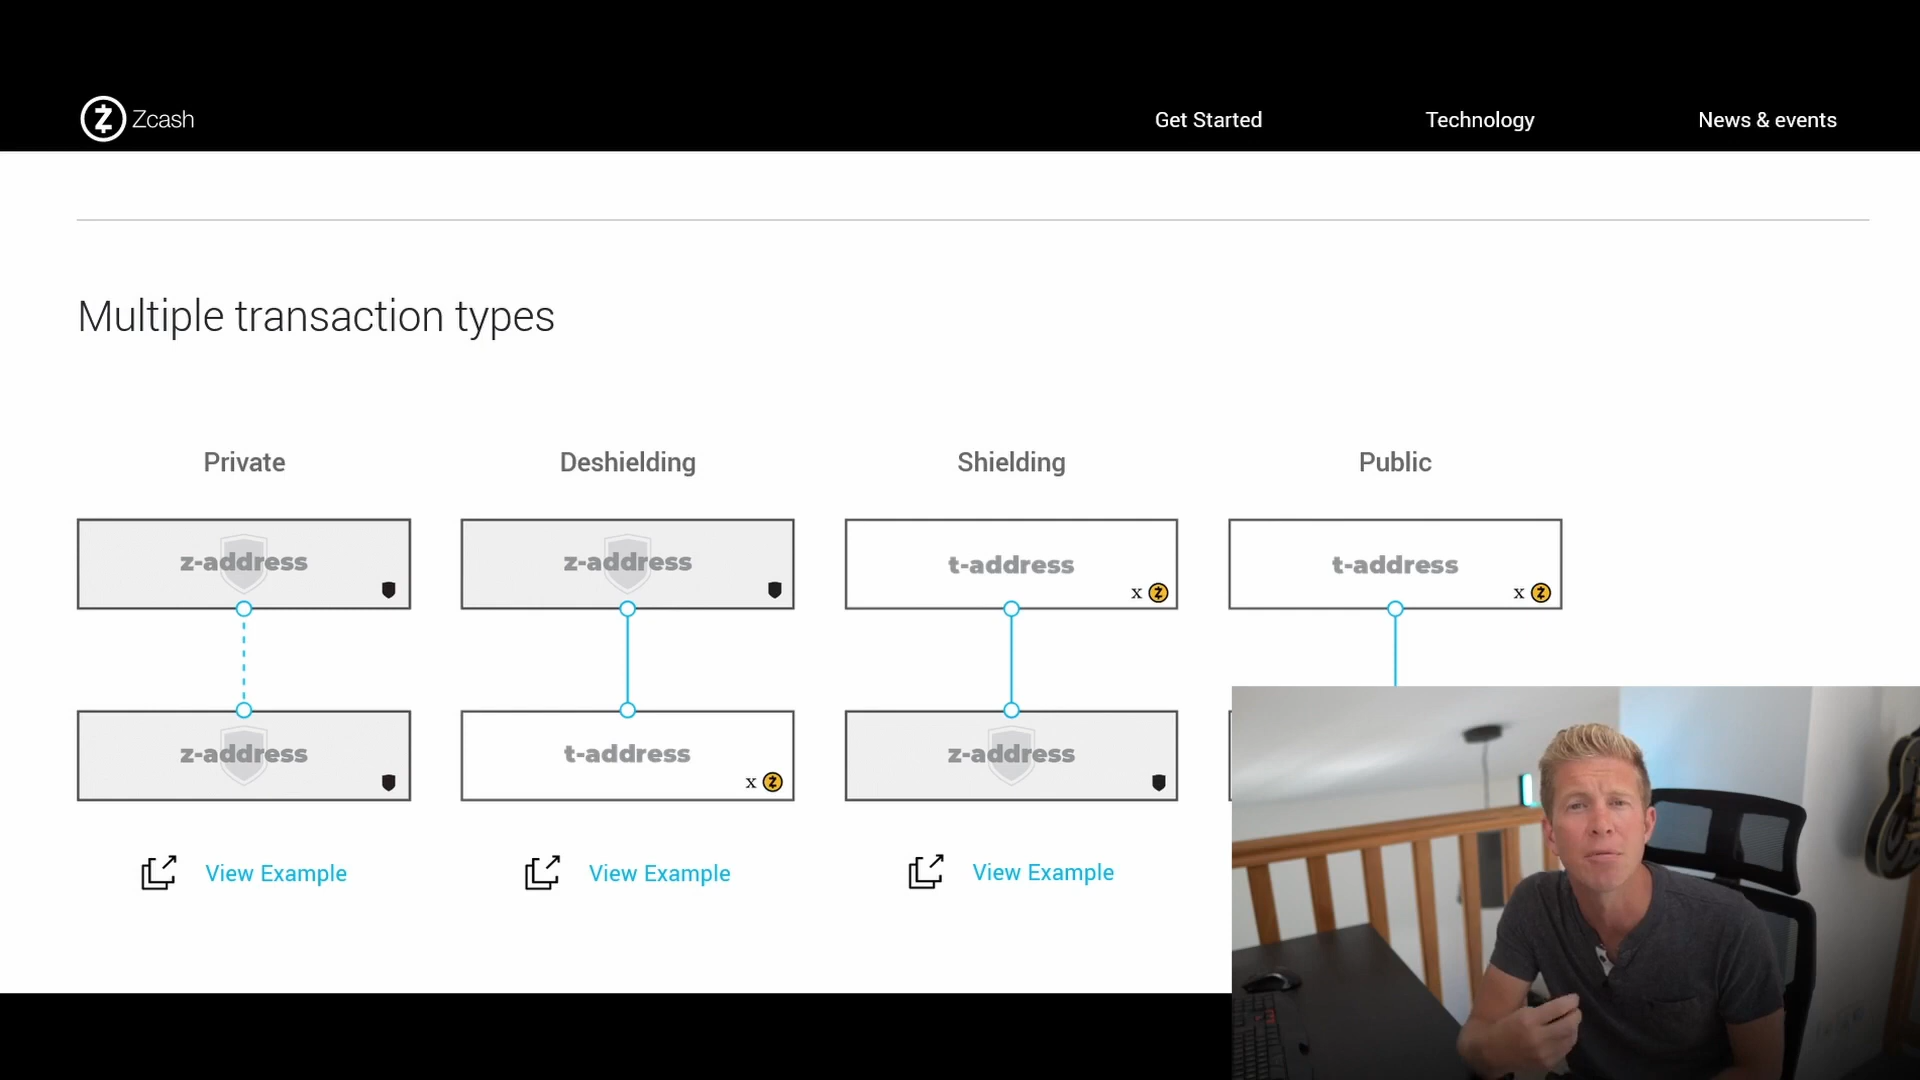 Zcash
Get Started
Technology
News & events
Multiple transaction types
Private
Deshielding
Shielding
Public
z-address
z-address
t-address
x
t-address
x
z-address
t-address
x
z-address
View Example
View Example
View Example